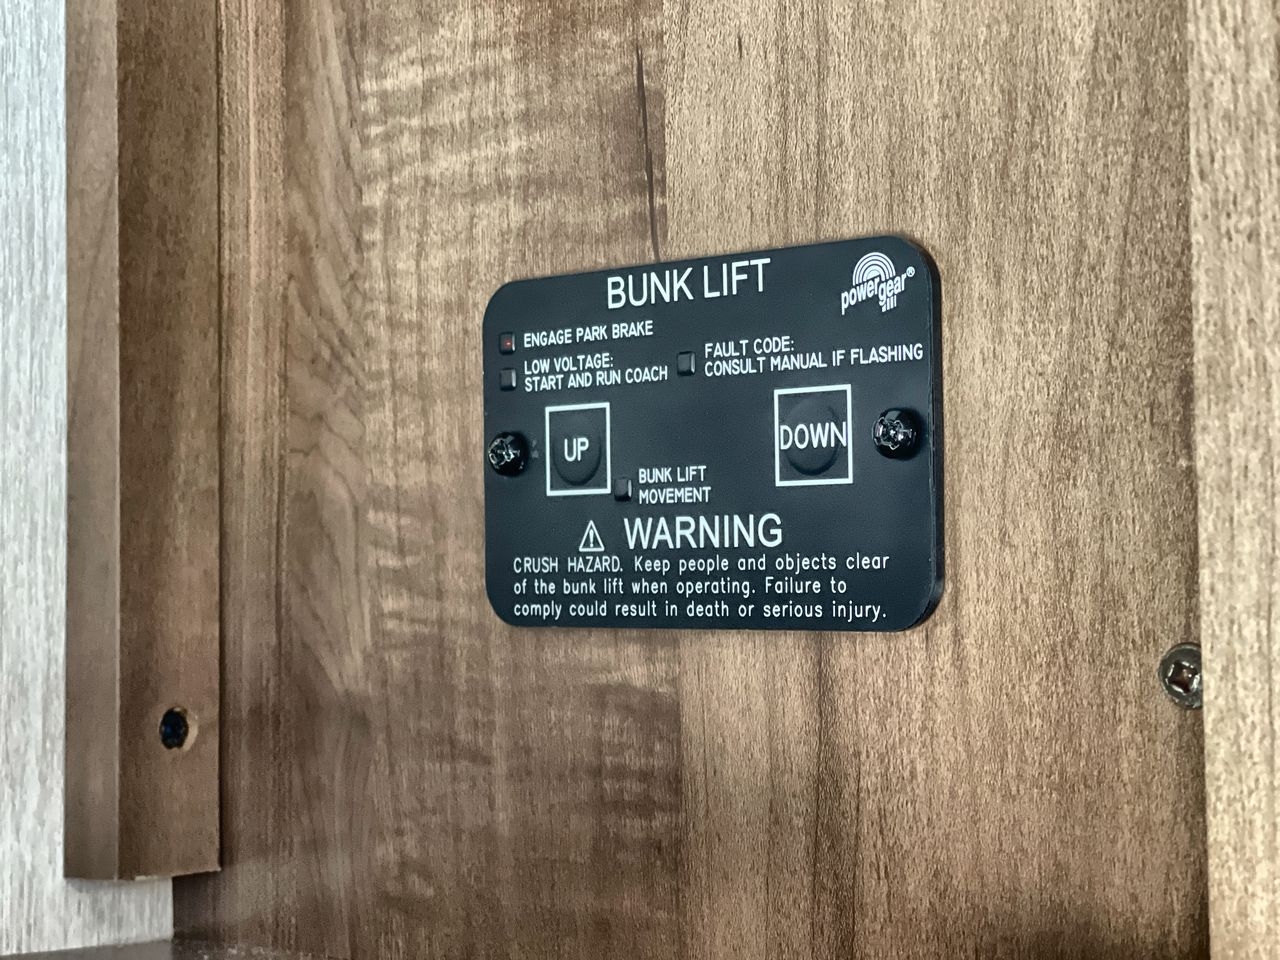 BUNK LIFT
powergear®
ENGAGE PARK BRAKE
LOW VOLTAGE:
START AND RUN COACH
FAULT CODE:
CONSULT MANUAL IF FLASHING
UP
DOWN
BUNK LIFT
MOVEMENT
WARNING
CRUSH HAZARD. Keep people and objects clear
of the bunk lift when operating. Failure to
comply could result in death or serious injury.